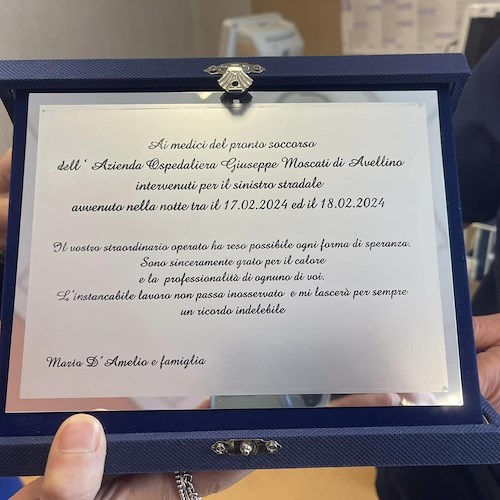 Ai medici del pronto soccorso
dell' Azienda Ospedaliera Giuseppe Moscati di Avellino
intervenuti per il sinistro stradale
avvenuto nella notte tra il 17.02.2024 ed il 18.02.2024
Il vostro straordinario operato ha reso possibile ogni forma di speranza.
Sono sinceramente grato per il calore
e la professionalità di ognuno di voi.
L'instancabile lavoro non passa inosservato e mi lascerà per sempre
un ricordo indelebile
Mario D'Amelio e famiglia